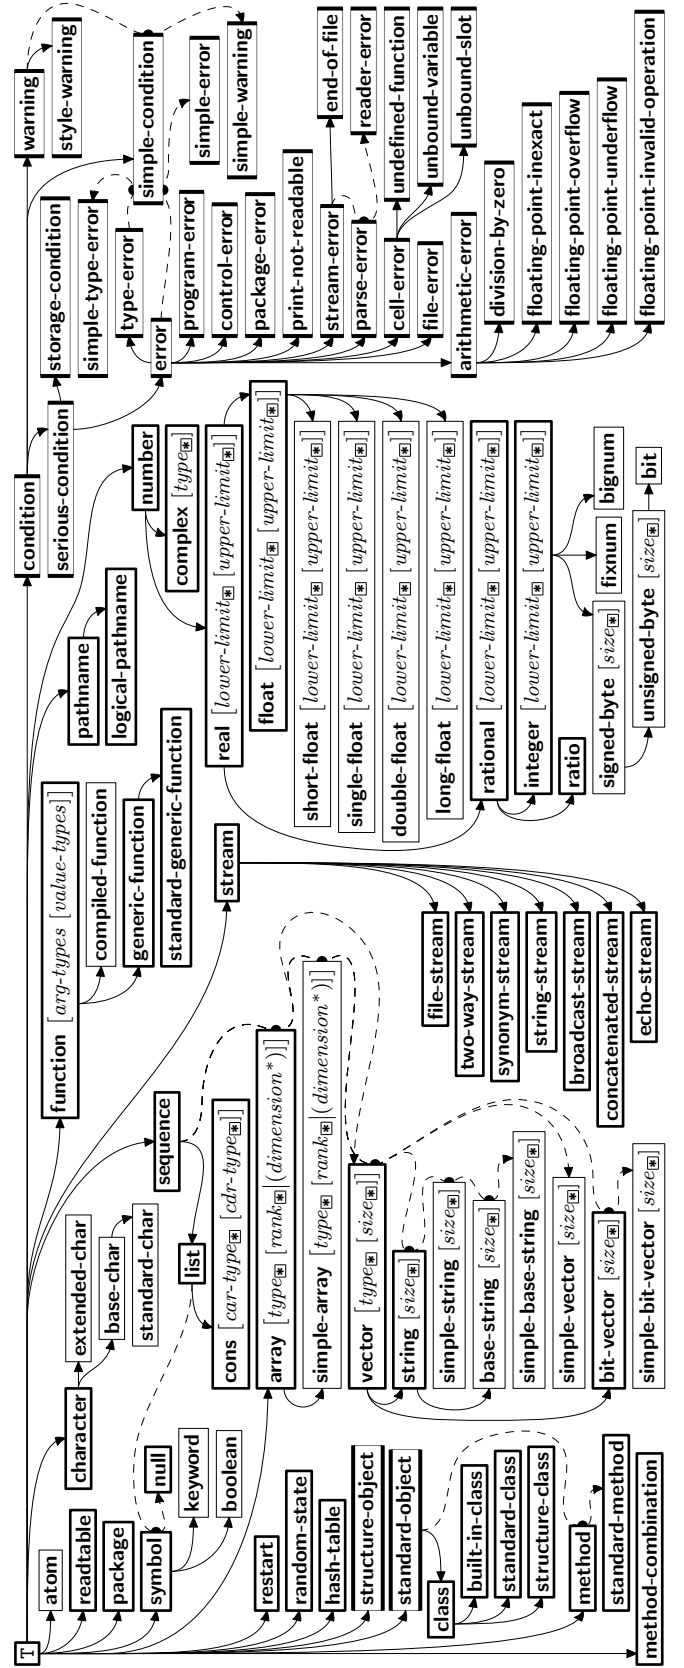 T
atom
readtable
package
symbol
keyword
boolean
null
restart
random-state
hash-table
structure-object
standard-object
class
built-in-class
standard-class
structure-class
method
standard-method
method-combination
character
extended-char
base-char
standard-char
sequence
list
cons [car-type* [cdr-type*]]
array [type* [rank*|(dimension*)]]
simple-array [type* [rank*|(dimension*)]]
vector [type* [size*]]
string [size*]
simple-string [size*]
base-string [size*]
simple-base-string [size*]
simple-vector [size*]
bit-vector [size*]
simple-bit-vector [size*]
function [arg-types [value-types]]
compiled-function
generic-function
standard-generic-function
stream
file-stream
two-way-stream
synonym-stream
string-stream
broadcast-stream
concatenated-stream
echo-stream
pathname
logical-pathname
number
complex [type*]
real [lower-limit* [upper-limit*]]
float [lower-limit* [upper-limit*]]
short-float [lower-limit* [upper-limit*]]
single-float [lower-limit* [upper-limit*]]
double-float [lower-limit* [upper-limit*]]
long-float [lower-limit* [upper-limit*]]
rational [lower-limit* [upper-limit*]]
integer [lower-limit* [upper-limit*]]
ratio
signed-byte [size*]
fixnum
bignum
unsigned-byte [size*]
bit
condition
serious-condition
storage-condition
simple-type-error
type-error
error
program-error
control-error
package-error
print-not-readable
stream-error
parse-error
cell-error
file-error
arithmetic-error
division-by-zero
floating-point-inexact
floating-point-overflow
floating-point-underflow
floating-point-invalid-operation
warning
style-warning
simple-condition
simple-error
simple-warning
end-of-file
reader-error
undefined-function
unbound-variable
unbound-slot